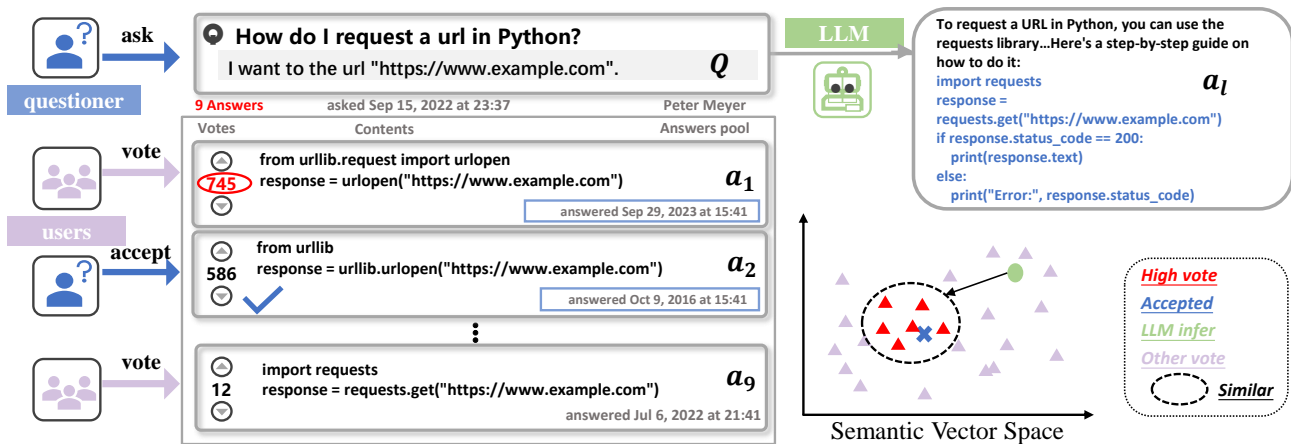 ask
questioner
How do I request a url in Python?
I want to the url "https://www.example.com".
Q
9 Answers
asked Sep 15, 2022 at 23:37
Peter Meyer
Votes
Contents
Answers pool
vote
users
745
from urllib.request import urlopen
response = urlopen("https://www.example.com")
a1
answered Sep 29, 2023 at 15:41
accept
586
from urllib
response = urllib.urlopen("https://www.example.com")
a2
answered Oct 9, 2016 at 15:41
vote
12
import requests
response = requests.get("https://www.example.com")
a9
answered Jul 6, 2022 at 21:41
LLM
To request a URL in Python, you can use the
requests library...Here's a step-by-step guide on
how to do it:
import requests
response =
requests.get("https://www.example.com")
if response.status_code == 200:
print(response.text)
else:
print("Error:", response.status_code)
al
Semantic Vector Space
High vote
Accepted
LLM infer
Other vote
Similar